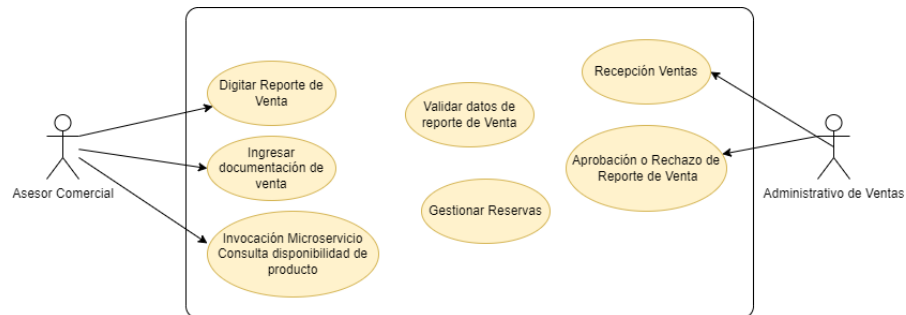 Digitar Reporte de
Venta
Ingresar
documentación de
venta
Invocación Microservicio
Consulta disponibilidad de
producto
Asesor Comercial
Validar datos de
reporte de Venta
Gestionar Reservas
Recepción Ventas
Aprobación o Rechazo de
Reporte de Venta
Administrativo de Ventas